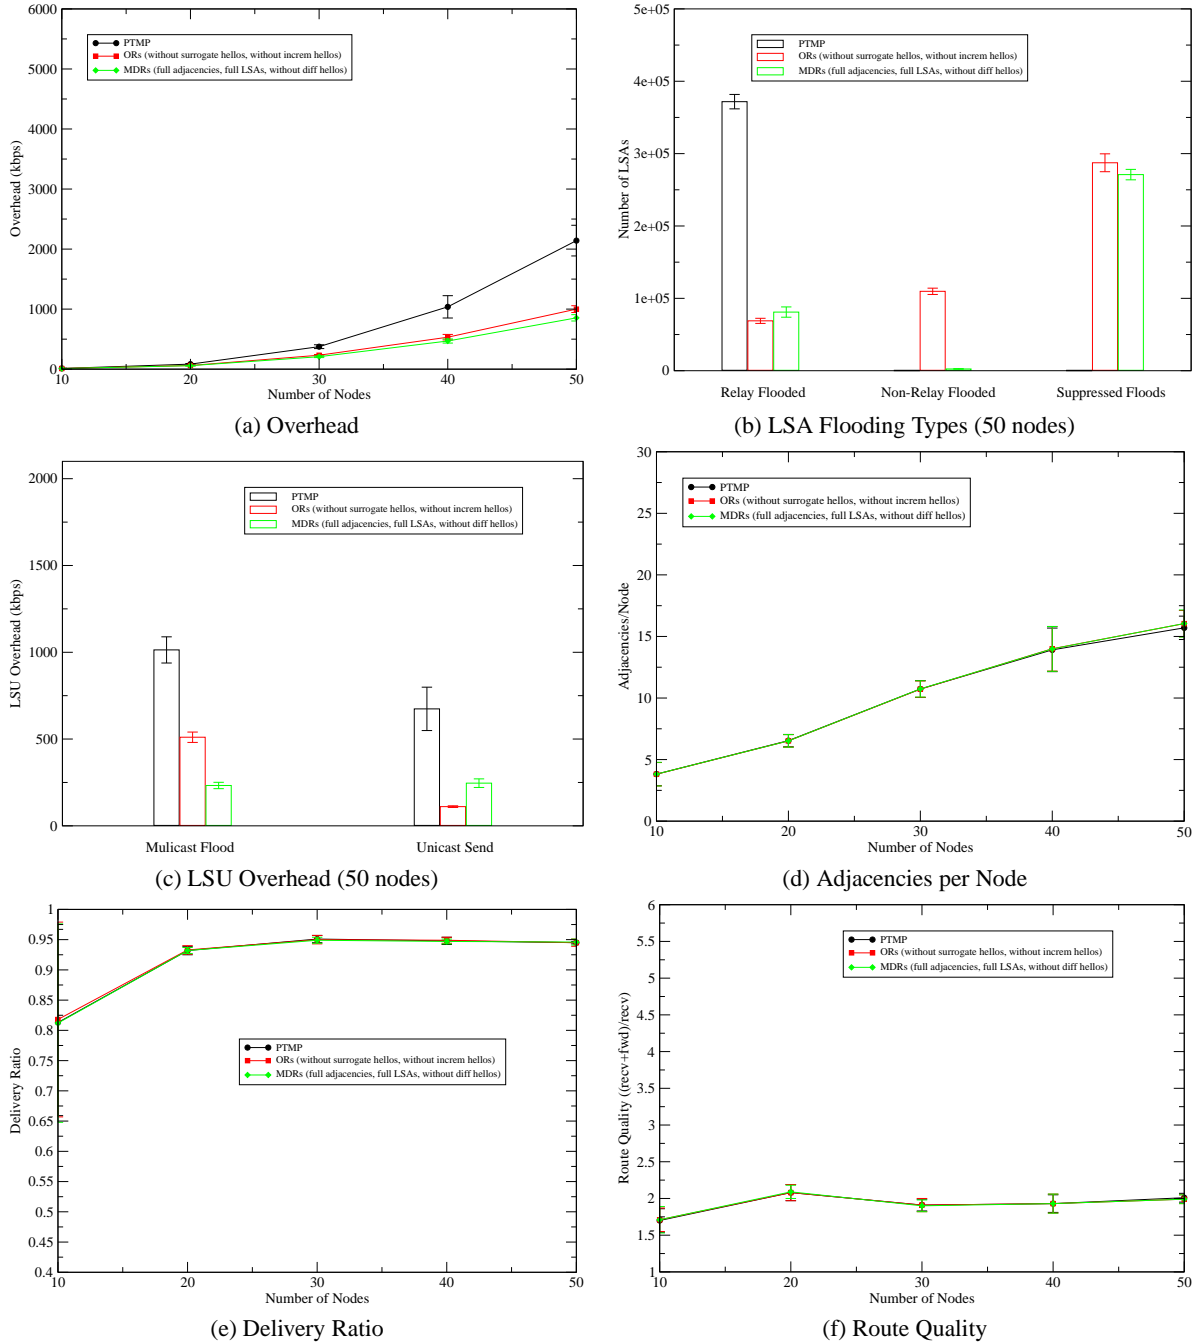 6000
5000
4000
3000
2000
1000
0
Overhead (kbps)
PTMP
ORs (without surrogate hellos, without increm hellos)
MDRs (full adjacencies, full LSAs, without diff hellos)
10 20 30 40 50
Number of Nodes
(a) Overhead
5e+05
4e+05
3e+05
2e+05
1e+05
0
Number of LSAs
PTMP
ORs (without surrogate hellos, without increm hellos)
MDRs (full adjacencies, full LSAs, without diff hellos)
Relay Flooded Non-Relay Flooded Suppressed Floods
(b) LSA Flooding Types (50 nodes)
2000
1500
1000
500
0
LSU Overhead (kbps)
PTMP
ORs (without surrogate hellos, without increm hellos)
MDRs (full adjacencies, full LSAs, without diff hellos)
Mulicast Flood Unicast Send
(c) LSU Overhead (50 nodes)
30
25
20
15
10
5
0
Adjacencies/Node
PTMP
ORs (without surrogate hellos, without increm hellos)
MDRs (full adjacencies, full LSAs, without diff hellos)
10 20 30 40 50
Number of Nodes
(d) Adjacencies per Node
1
0.95
0.9
0.85
0.8
0.75
0.7
0.65
0.6
0.55
0.5
0.45
0.4
Delivery Ratio
PTMP
ORs (without surrogate hellos, without increm hellos)
MDRs (full adjacencies, full LSAs, without diff hellos)
10 20 30 40 50
Number of Nodes
(e) Delivery Ratio
6
5.5
5
4.5
4
3.5
3
2.5
2
1.5
1
Route Quality ((recv+fwd)/recv)
PTMP
ORs (without surrogate hellos, without increm hellos)
MDRs (full adjacencies, full LSAs, without diff hellos)
10 20 30 40 50
Number of Nodes
(f) Route Quality